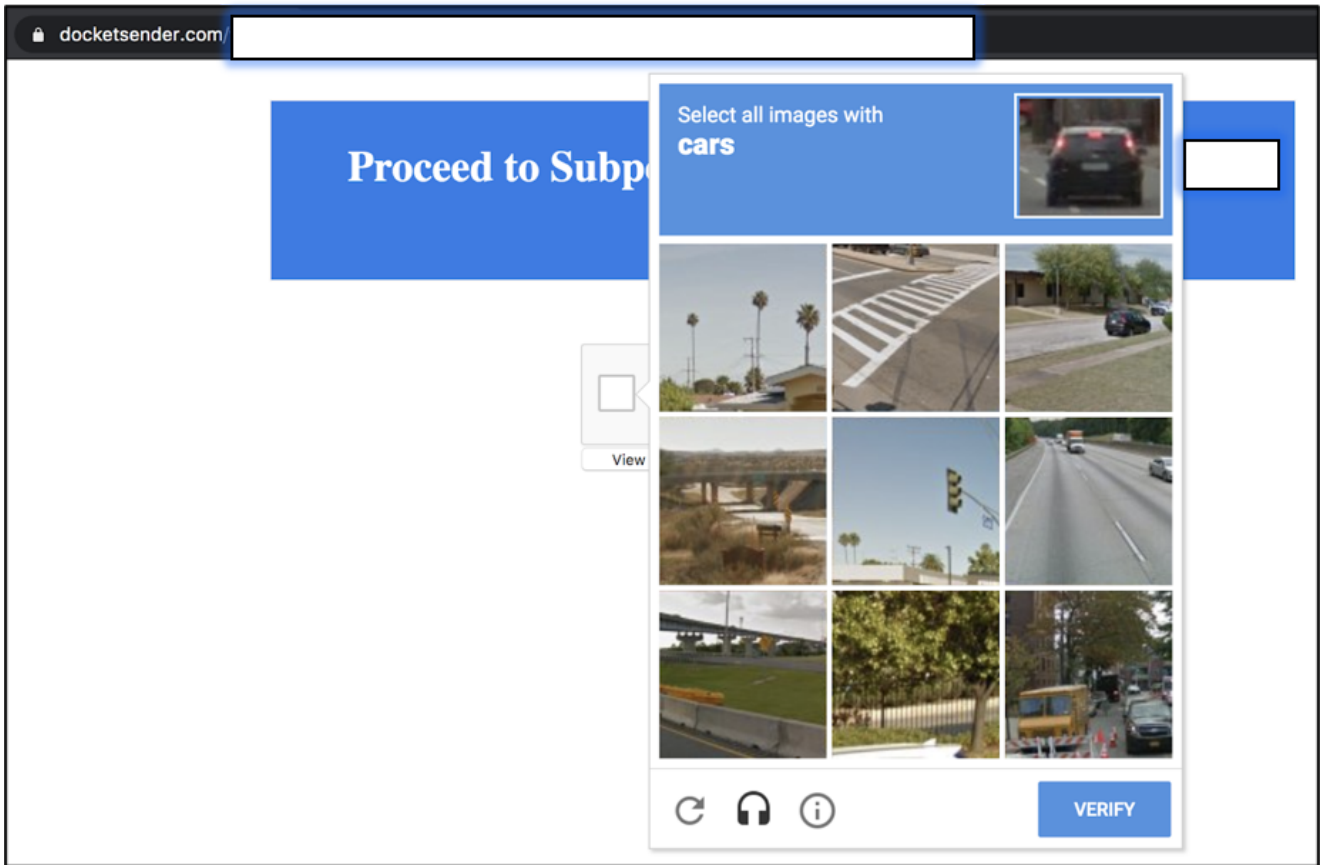 docketsender.com/
Proceed to Subp
Select all images with
cars
View
VERIFY